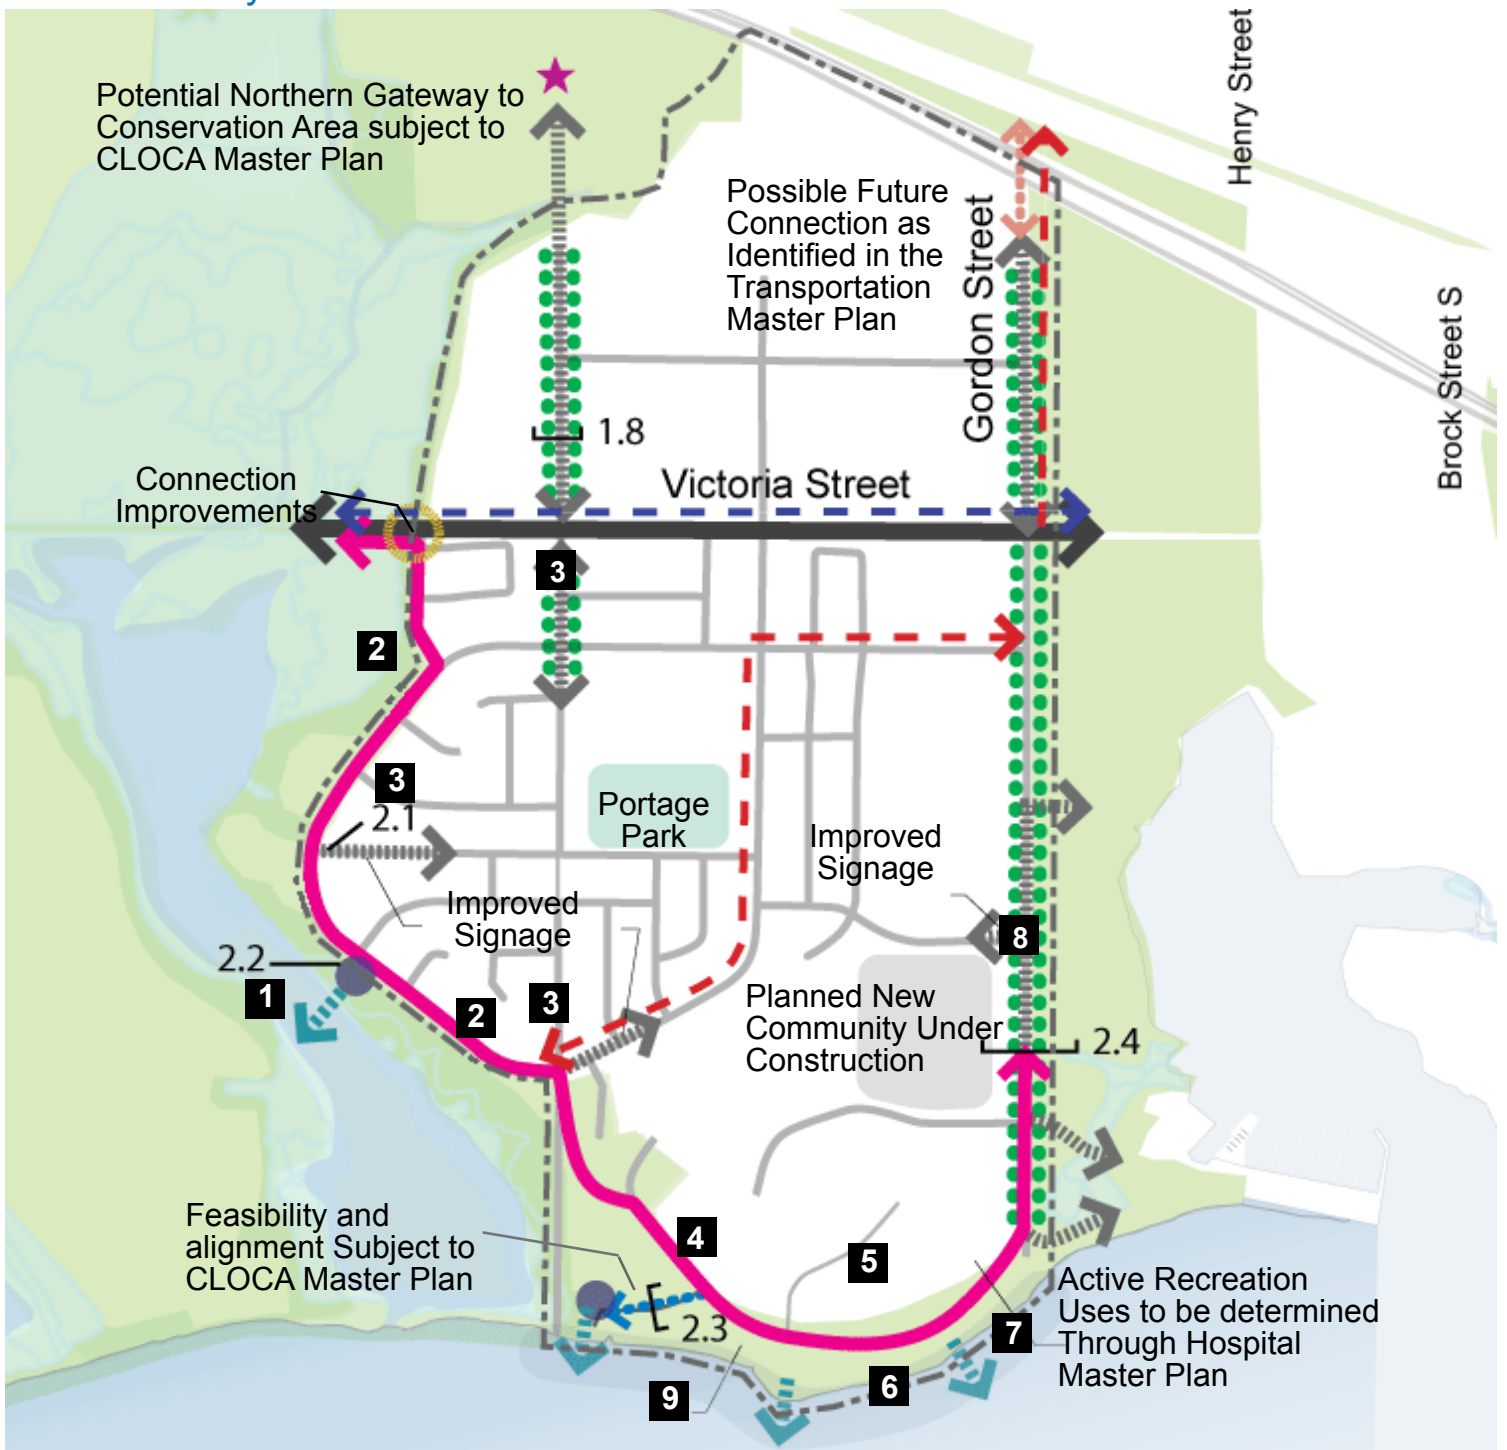 Potential Northern Gateway to
Conservation Area subject to
CLOCA Master Plan
Henry Street
Possible Future
Connection as
Identified in the
Transportation
Master Plan
Gordon Street
Brock Street S
1.8
Connection
Improvements
Victoria Street
3
2
3
2.1
Portage
Park
Improved
Signage
Improved
Signage
8
2.2
1
2
3
Planned New
Community Under
Construction
2.4
Feasibility and
alignment Subject to
CLOCA Master Plan
4
5
2.3
7
Active Recreation
Uses to be determined
Through Hospital
Master Plan
6
9